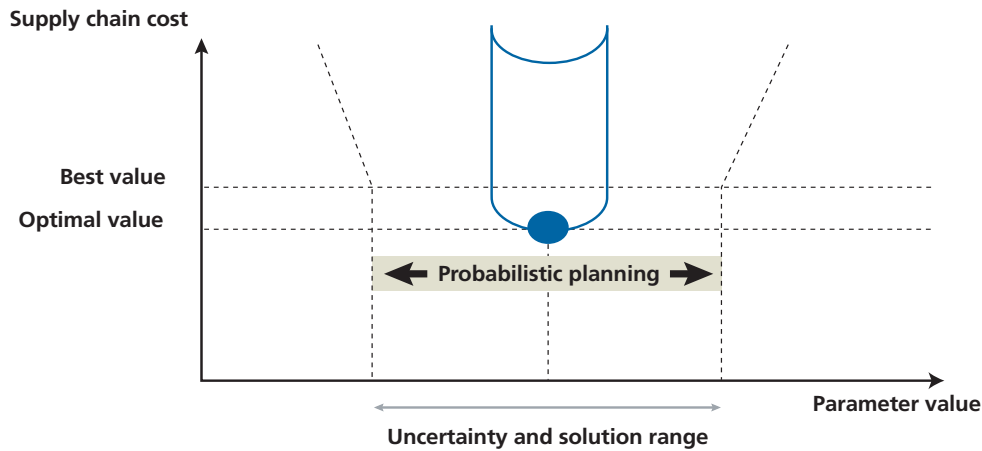 Supply chain cost
Best value
Optimal value
Probabilistic planning
Parameter value
Uncertainty and solution range